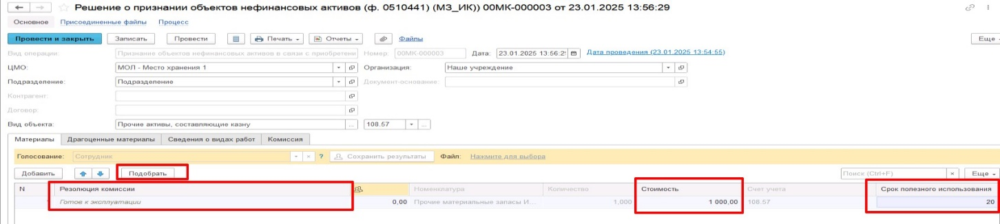 Решение о признании объектов нефинансовых активов (ф. 0510441) (МЗ_ИК)) 00МК-000003 от 23.01.2025 13:56:29
Основное Присоединенные файлы Процесс
Провести и закрыть Записать Провести Печать Отчеты Файлы Еще
Вид операции: Признание объектов нефинансовых активов в связи с приобретени Номер: 00МК-000003 Дата: 23.01.2025 13:56:2 Дата проведения (23.01.2025 13:54:55)
ЦМО: МОЛ - Место хранения 1 Организация: Наше учреждение
Подразделение: Подразделение Документ-основание:
Контрагент:
Договор:
Вид объекта: Прочие активы, составляющие казну ... 108.57 ...
Материалы Драгоценные материалы Сведения о видах работ Комиссия
Голосование: Сотрудник ? Сохранить результаты Файл: Нажмите для выбора
Добавить Подобрать Поиск (Ctrl+F) × Еще
N Резолюция комиссии Номенклатура Количество Стоимость Счет учета Срок полезного использования
Готов к эксплуатации 0,00 Прочие материальные запасы И... 1,000 1 000,00 108.57 20